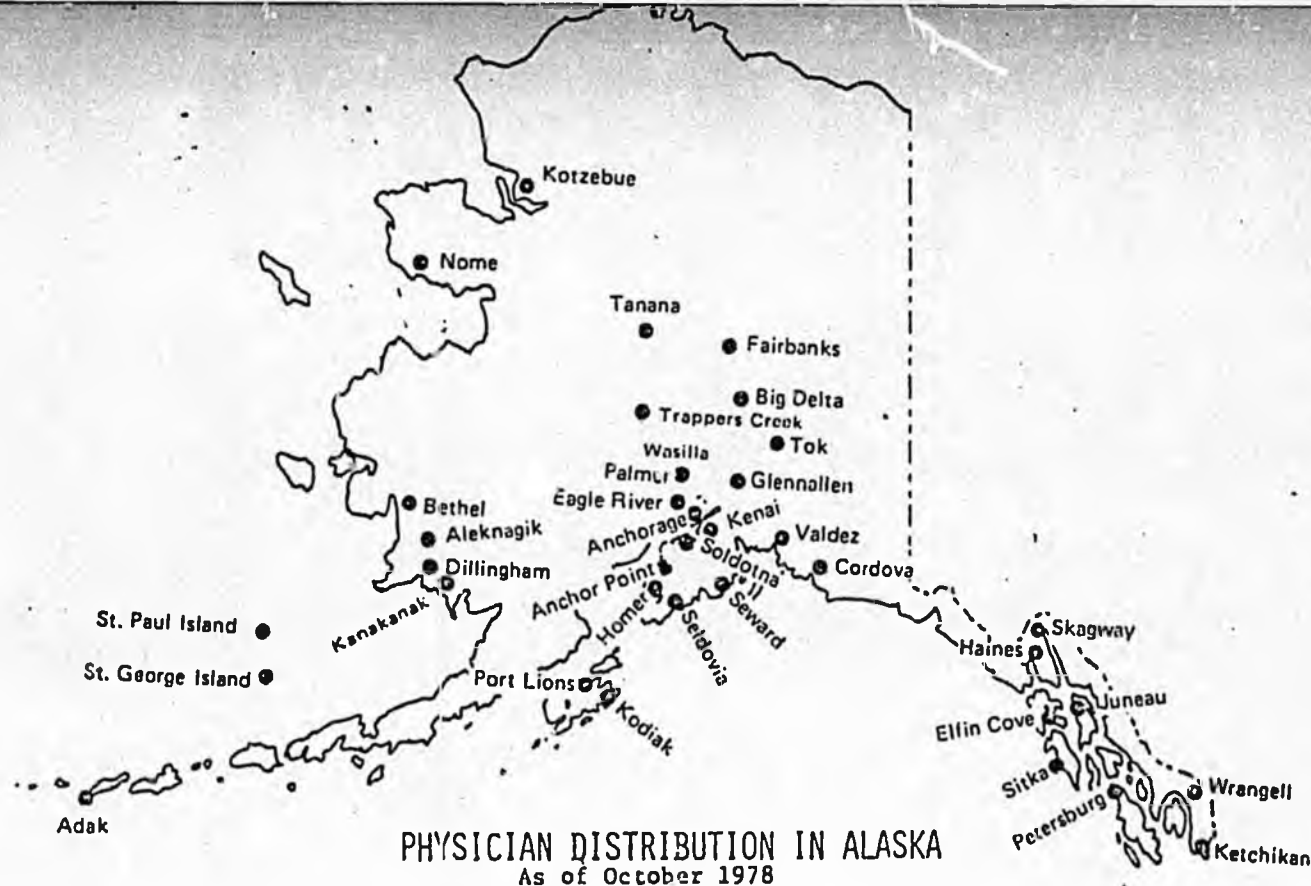 Kotzebue
Nome
Tanana
Fairbanks
Big Delta
Trappers Creek
Tok
Wasilla
Palmer
Glennallen
Eagle River
Bethel
Anchorage
Kenai
Aleknagik
Valdez
Soldotna
Dillingham
Cordova
Anchor Point
Kanakanak
Homer
Seldovia
Seward
St. Paul Island
St. George Island
Port Lions
Kodiak
Skagway
Haines
Juneau
Elfin Cove
Sitka
Wrangell
Petersburg
Ketchikan
Adak
PHYSICIAN DISTRIBUTION IN ALASKA
As of October 1978